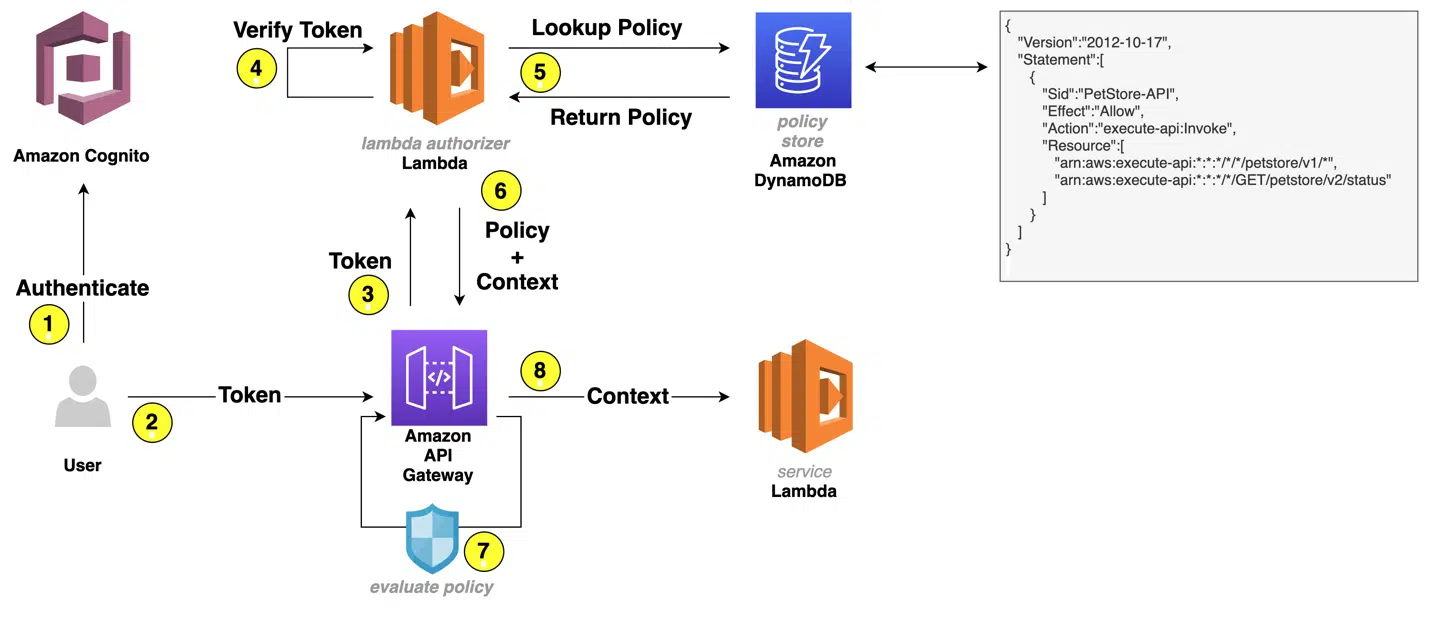 Verify Token
4
Lookup Policy
5
Return Policy
Amazon Cognito
lambda authorizer
Lambda
policy
store
Amazon
DynamoDB
{
"Version":"2012-10-17",
"Statement":[
{
"Sid":"PetStore-API",
"Effect":"Allow",
"Action":"execute-api:Invoke",
"Resource":[
"arn:aws:execute-api:*:*:*/*/*/petstore/v1/*",
"arn:aws:execute-api:*:*:*/*/GET/petstore/v2/status"
]
}
]
}
6
Policy
+
Context
Token
3
Authenticate
1
User
2
Token
Amazon
API
Gateway
8
Context
service
Lambda
7
evaluate policy